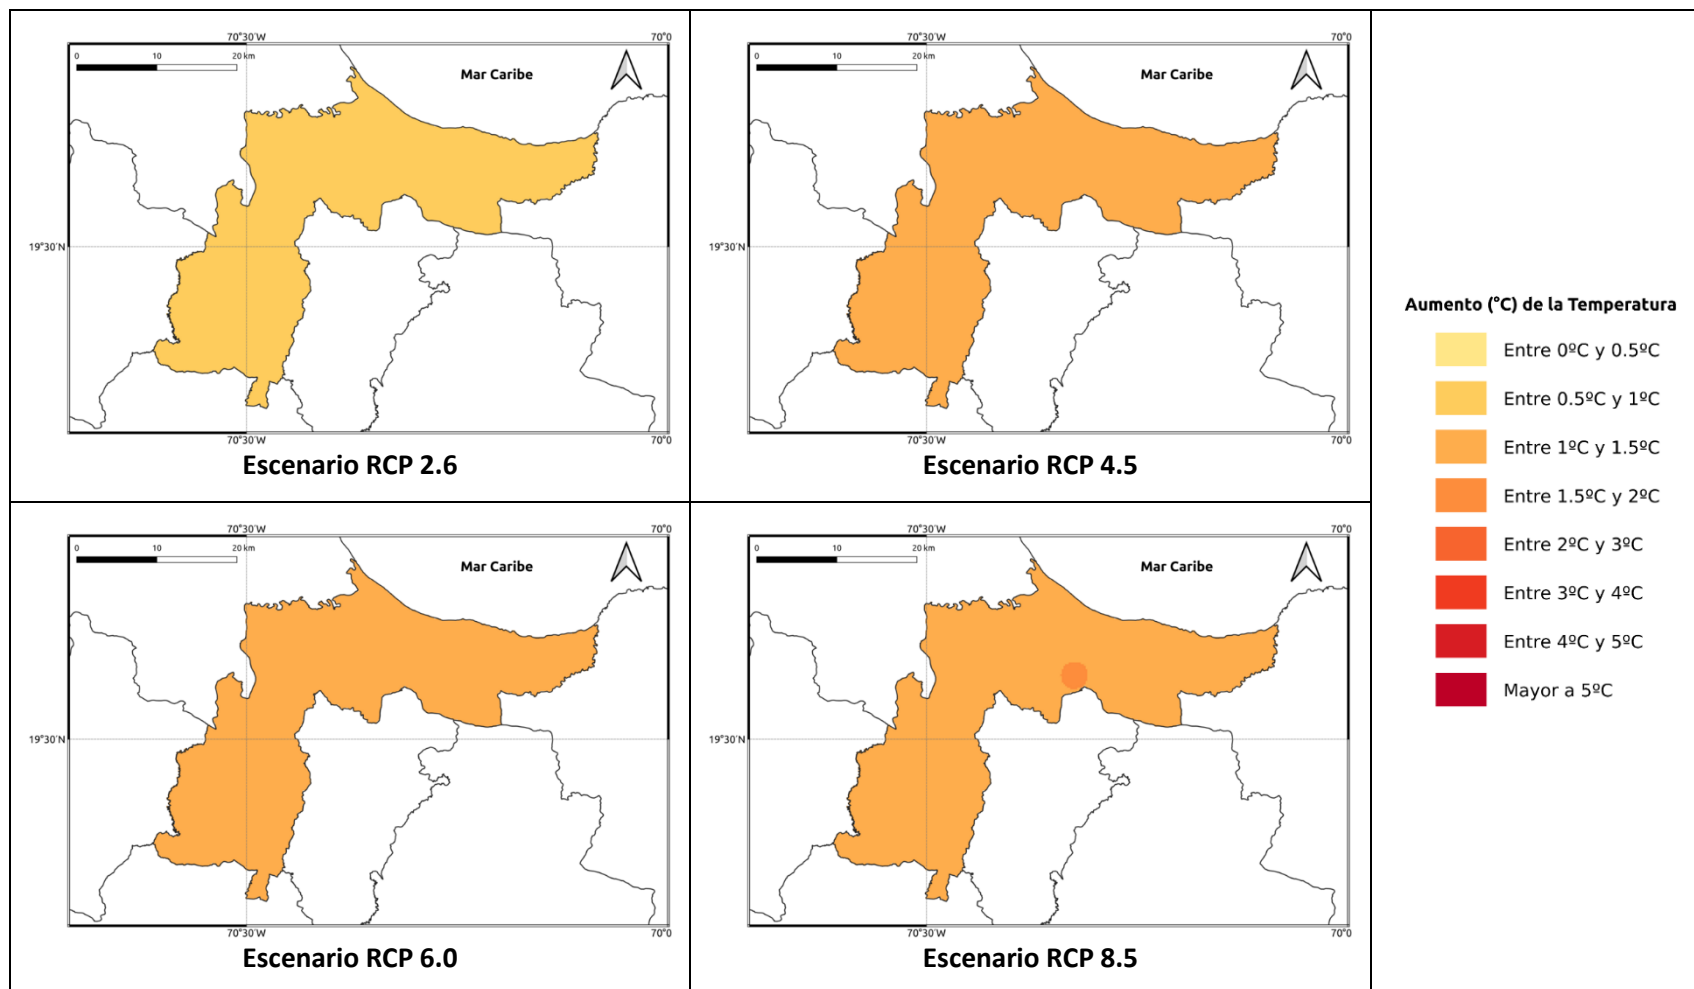 70°30'W 70°0
0 10 20 km
Mar Caribe
19°30'N
70°30'W 70°0
Escenario RCP 2.6
70°30'W 70°0
0 10 20 km
Mar Caribe
19°30'N
70°30'W 70°0
Escenario RCP 4.5
70°30'W 70°0
0 10 20 km
Mar Caribe
19°30'N
70°30'W 70°0
Escenario RCP 6.0
70°30'W 70°0
0 10 20 km
Mar Caribe
19°30'N
70°30'W 70°0
Escenario RCP 8.5
Aumento (°C) de la Temperatura
Entre 0ºC y 0.5ºC
Entre 0.5ºC y 1ºC
Entre 1ºC y 1.5ºC
Entre 1.5ºC y 2ºC
Entre 2ºC y 3ºC
Entre 3ºC y 4ºC
Entre 4ºC y 5ºC
Mayor a 5ºC